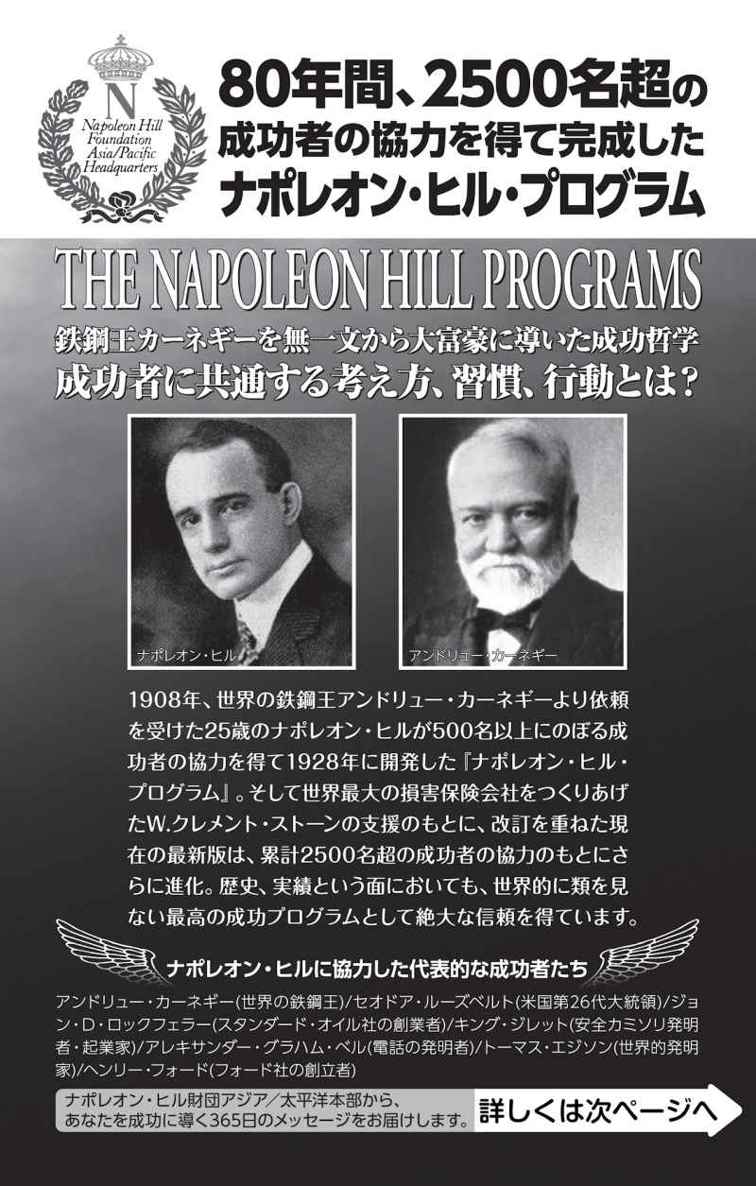 N
Napoleon Hill
Foundation
Asia/Pacific
Headquarters
80年間、2500名超の
成功者の協力を得て完成した
ナポレオン・ヒル・プログラム
THE NAPOLEON HILL PROGRAMS
鉄鋼王カーネギーを無一文から大富豪に導いた成功哲学
成功者に共通する考え方、習慣、行動とは?
ナポレオン・ヒル
アンドリュー・カーネギー
1908年、世界の鉄鋼王アンドリュー・カーネギーより依頼
を受けた25歳のナポレオン・ヒルが500名以上にのぼる成
功者の協力を得て1928年に開発した『ナポレオン・ヒル・
プログラム』。そして世界最大の損害保険会社をつくりあげ
たW.クレメント・ストーンの支援のもとに、改訂を重ねた現
在の最新版は、累計2500名超の成功者の協力のもとにさ
らに進化。歴史、実績という面においても、世界的に類を見
ない最高の成功プログラムとして絶大な信頼を得ています。
ナポレオン・ヒルに協力した代表的な成功者たち
アンドリュー・カーネギー(世界の鉄鋼王)/セオドア・ルーズベルト(米国第26代大統領)/ジョ
ン・D・ロックフェラー(スタンダード・オイル社の創業者)/キング・ジレット(安全カミソリ発明
者・起業家)/アレキサンダー・グラハム・ベル(電話の発明者)/トーマス・エジソン(世界的発明
家)/ヘンリー・フォード(フォード社の創立者)
ナポレオン・ヒル財団アジア/太平洋本部から、
あなたを成功に導く365日のメッセージをお届けします。
詳しくは次ページへ